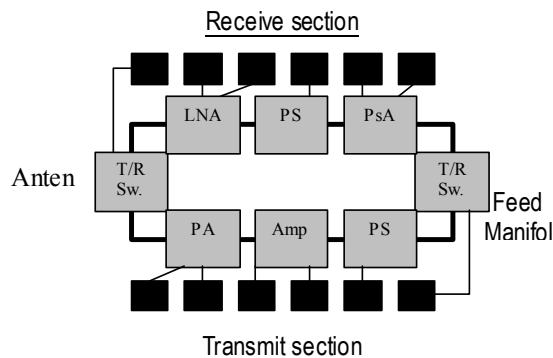 Receive section
LNA
PS
PsA
Anten
T/R
Sw.
T/R
Sw.
Feed
Manifol
PA
Amp
PS
Transmit section